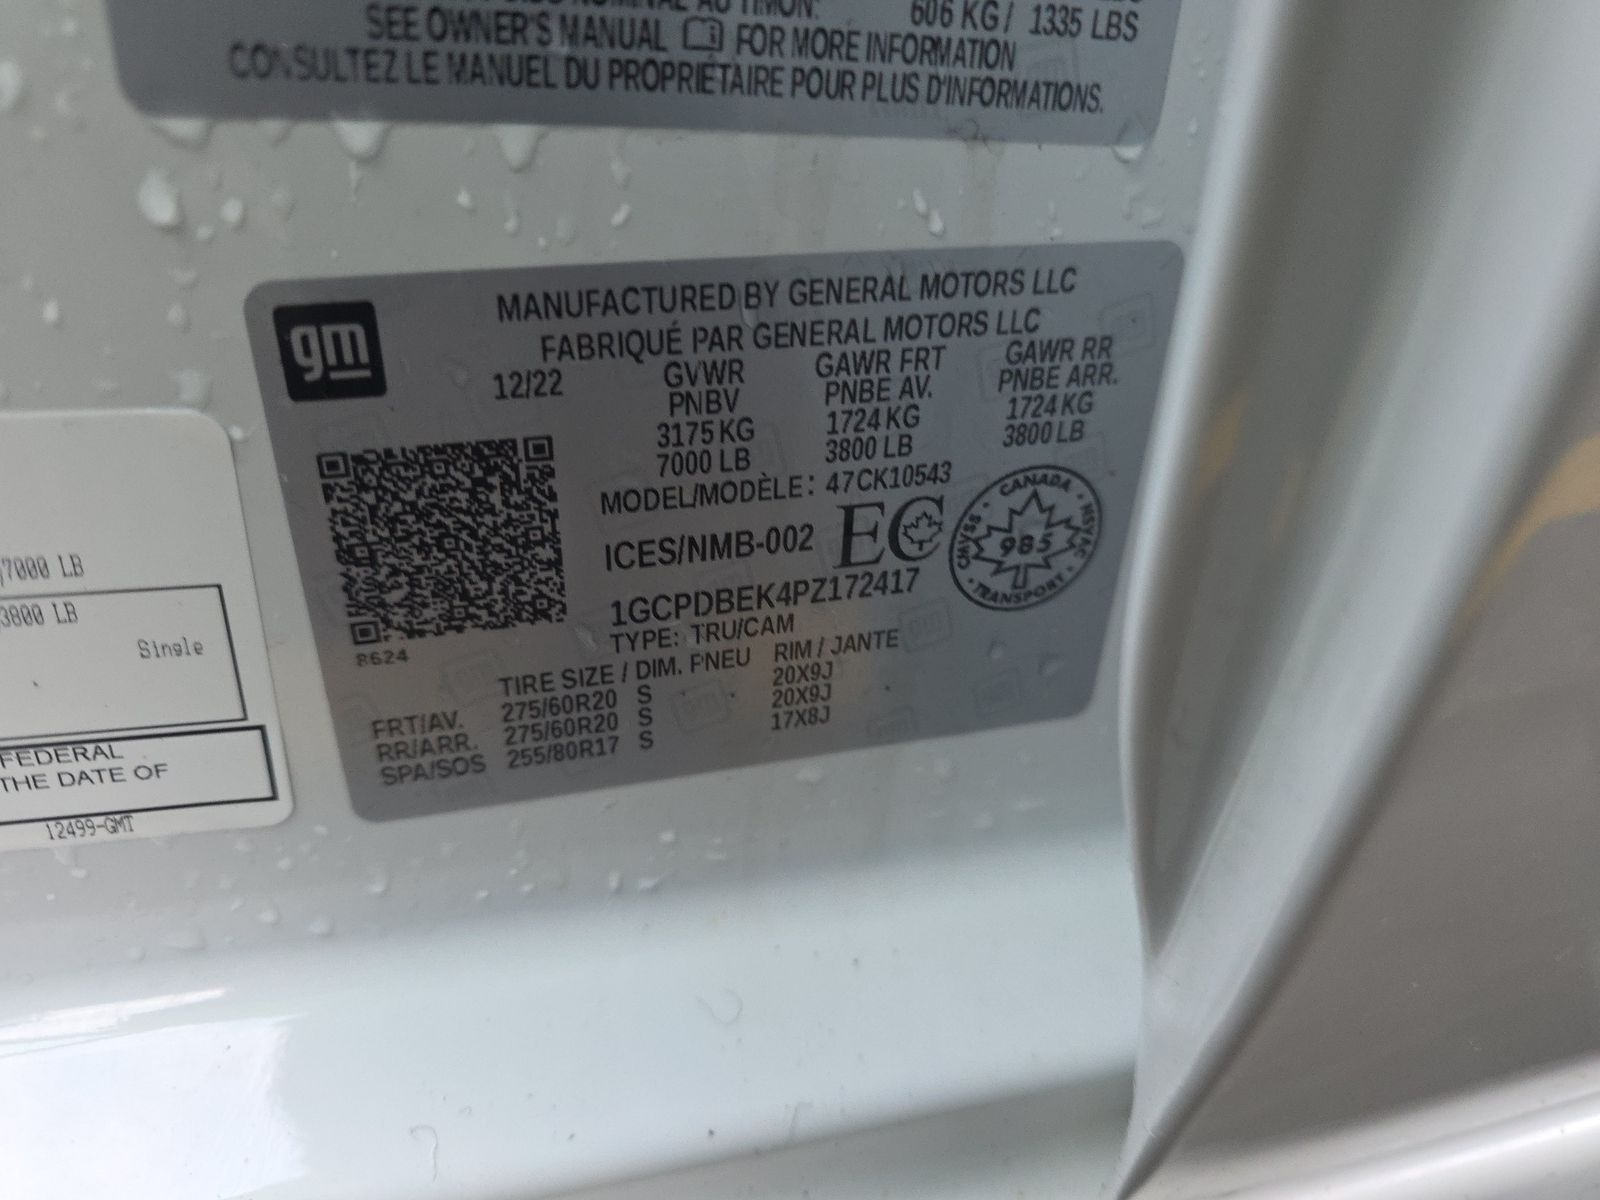 606 KG / 1335 LBS
SEE OWNER'S MANUAL FOR MORE INFORMATION
CONSULTEZ LE MANUEL DU PROPRIÉTAIRE POUR PLUS D'INFORMATIONS.
gm
MANUFACTURED BY GENERAL MOTORS LLC
FABRIQUÉ PAR GENERAL MOTORS LLC
12/22 GVWR GAWR FRT GAWR RR
PNBV PNBE AV. PNBE ARR.
3175 KG 1724 KG 1724 KG
7000 LB 3800 LB 3800 LB
MODEL/MODÈLE: 47CK10543
ICES/NMB-002 EC
CANADA
CMVSS 985 NSVAC
TRANSPORT
1GCPDBEK4PZ172417
8624
TYPE: TRU/CAM
TIRE SIZE / DIM. PNEU RIM / JANTE
FRT/AV. 275/60R20 S 20X9J
RR/ARR. 275/60R20 S 20X9J
SPA/SOS 255/80R17 S 17X8J
7000 LB
3800 LB
Single
FEDERAL
THE DATE OF
12499-GMT